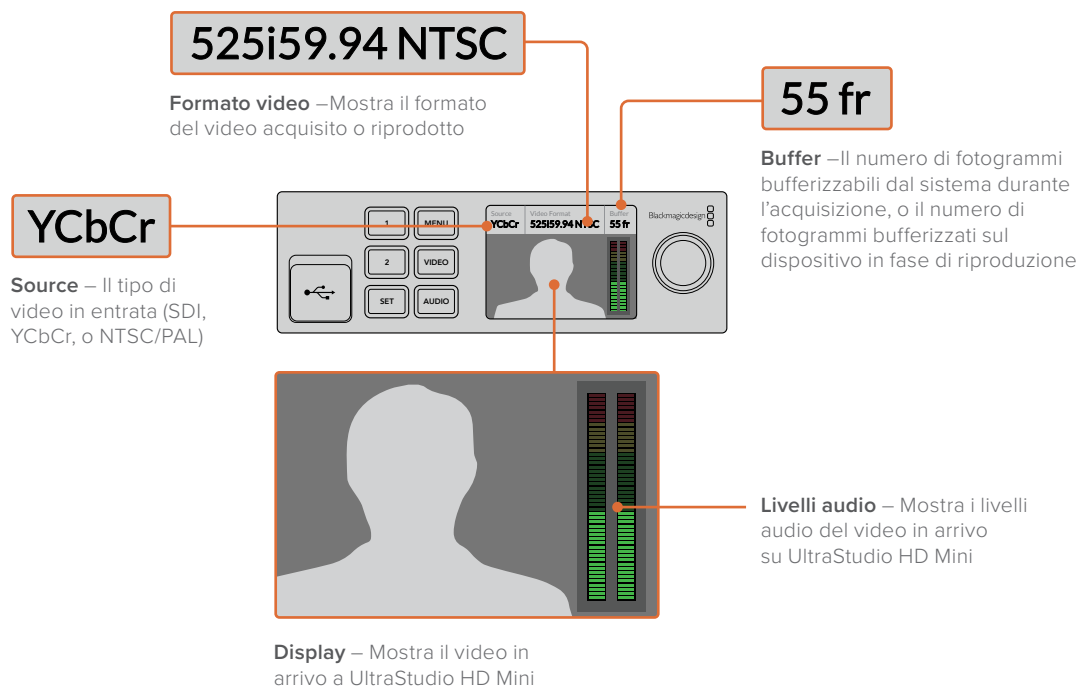 525i59.94 NTSC
Formato video –Mostra il formato
del video acquisito o riprodotto
55 fr
Buffer –Il numero di fotogrammi
bufferizzabili dal sistema durante
l'acquisizione, o il numero di
fotogrammi bufferizzati sul
dispositivo in fase di riproduzione
YCbCr
Source – Il tipo di
video in entrata (SDI,
YCbCr, o NTSC/PAL)
1
MENU
2
VIDEO
SET
AUDIO
Source
Video Format
Buffer
YCbCr
525I59.94 NTSC
55 fr
Blackmagicdesign
Livelli audio – Mostra i livelli
audio del video in arrivo
su UltraStudio HD Mini
Display – Mostra il video in
arrivo a UltraStudio HD Mini